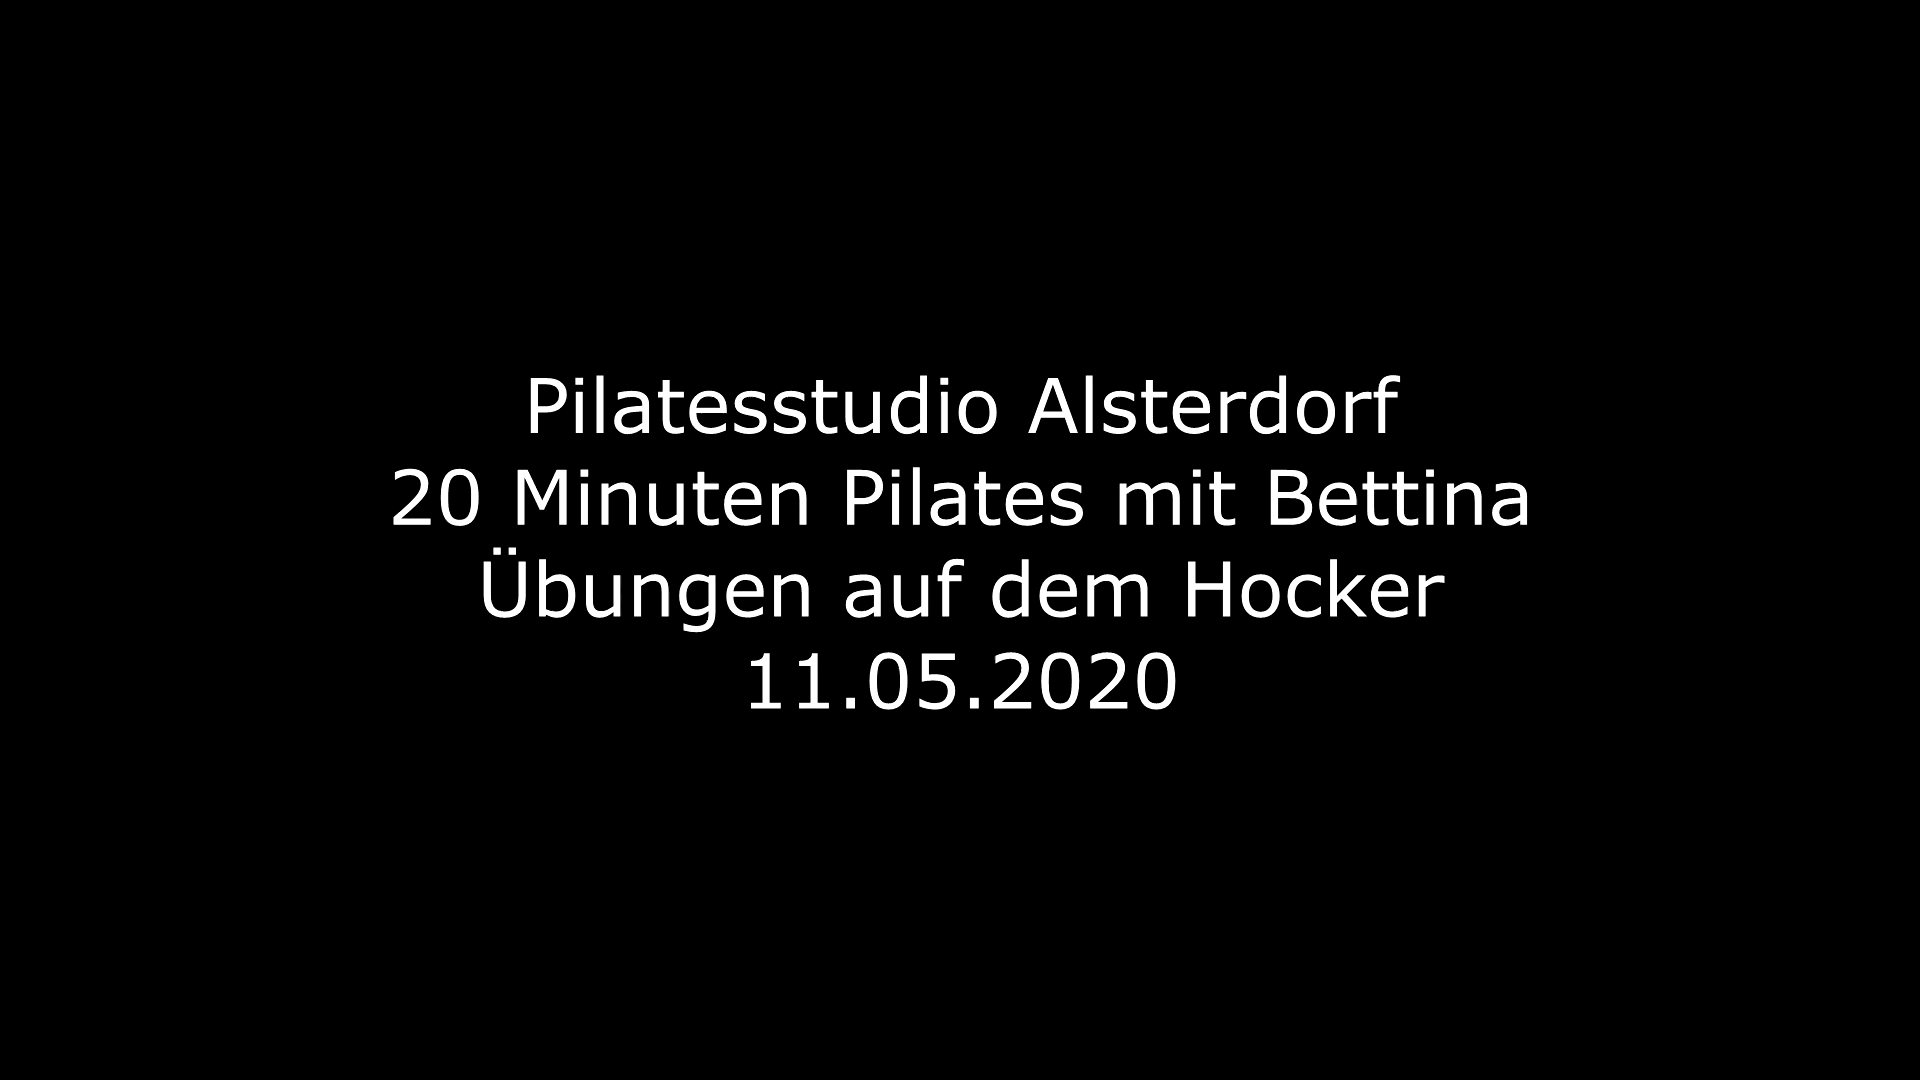 Pilatesstudio Alsterdorf
20 Minuten Pilates mit Bettina
Übungen auf dem Hocker
11.05.2020